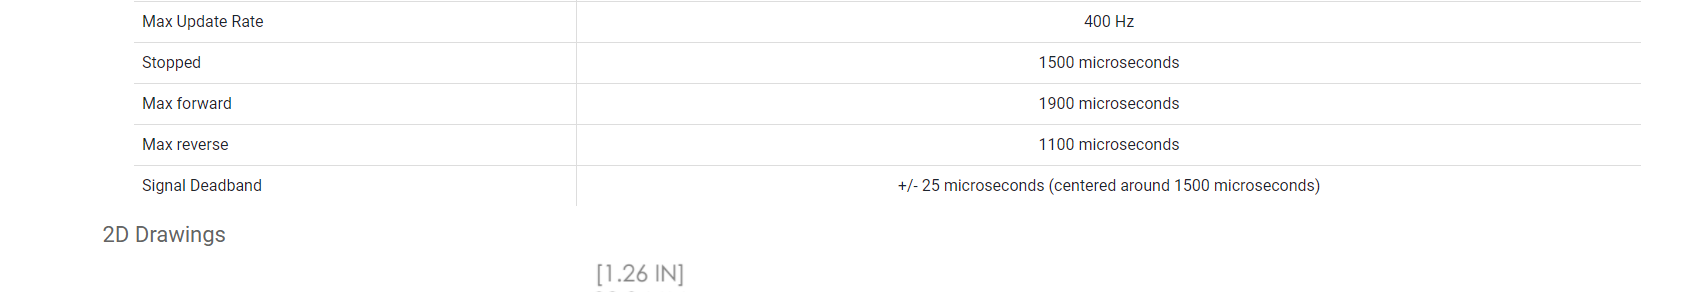 Max Update Rate 400 Hz
Stopped 1500 microseconds
Max forward 1900 microseconds
Max reverse 1100 microseconds
Signal Deadband +/- 25 microseconds (centered around 1500 microseconds)
2D Drawings
[1.26 IN]